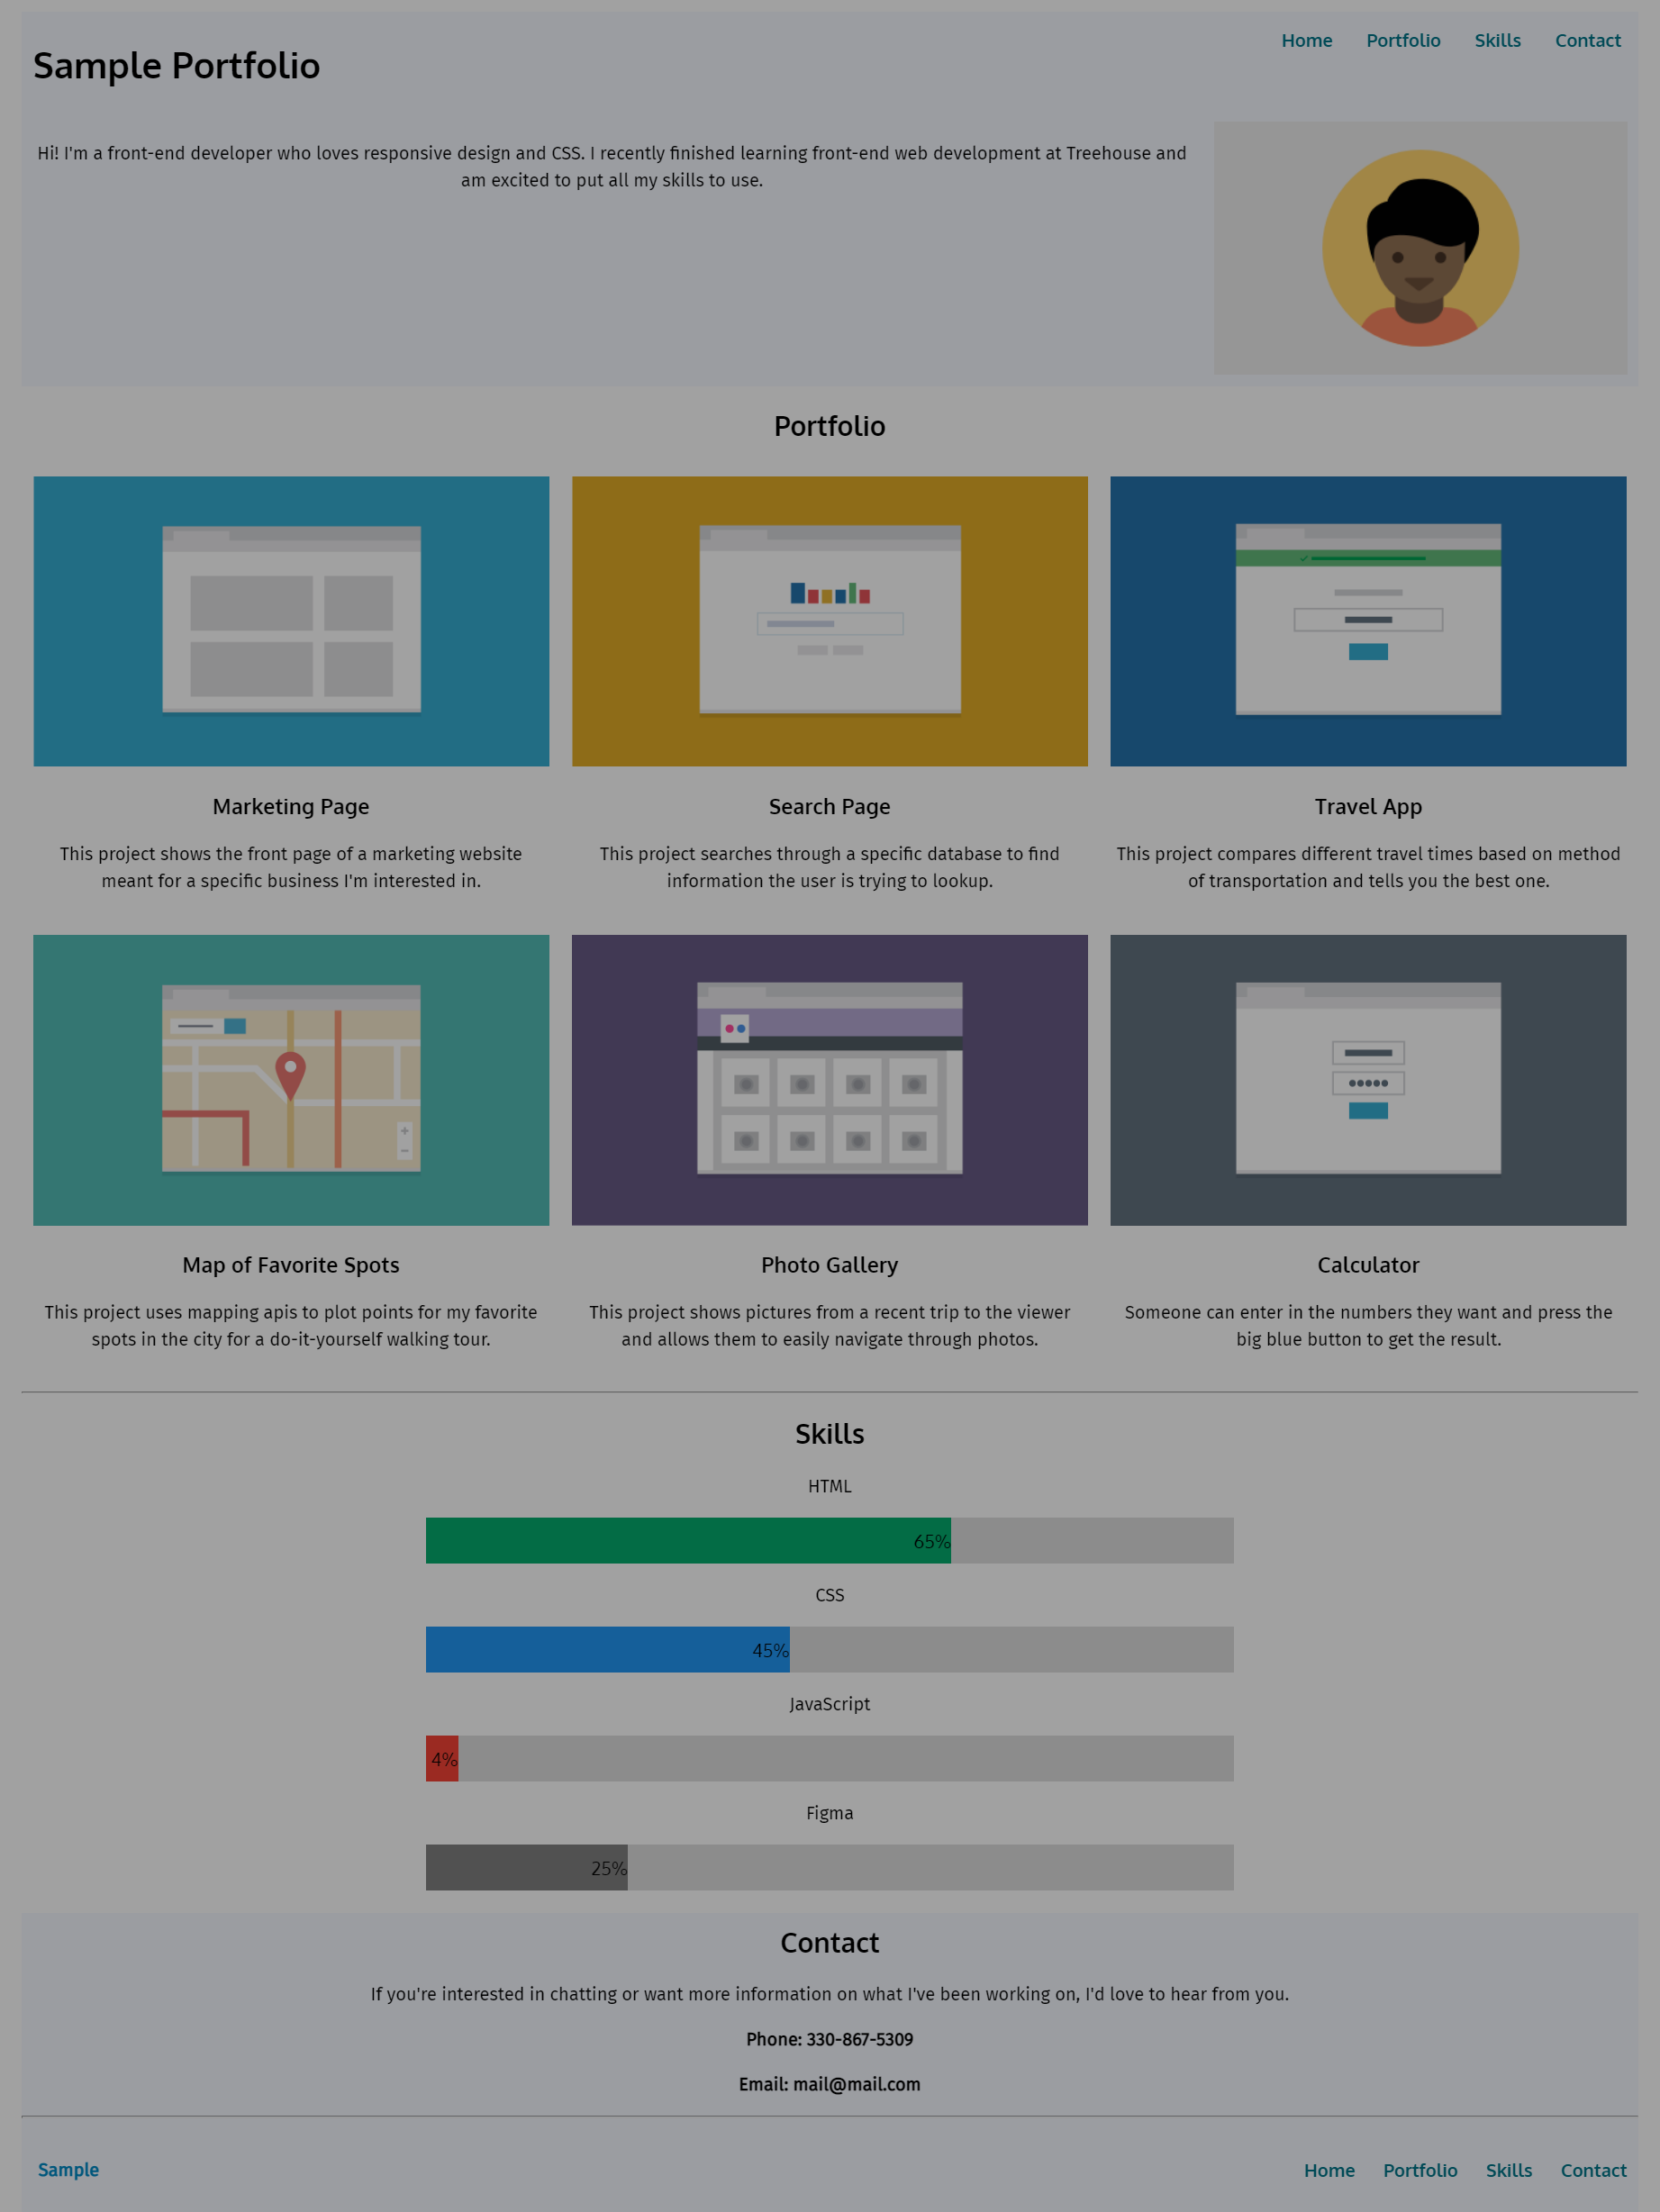 Home Portfolio Skills Contact
Sample Portfolio
Hi! I'm a front-end developer who loves responsive design and CSS. I recently finished learning front-end web development at Treehouse and
am excited to put all my skills to use.
Portfolio
Marketing Page
This project shows the front page of a marketing website
meant for a specific business I'm interested in.
Search Page
This project searches through a specific database to find
information the user is trying to lookup.
Travel App
This project compares different travel times based on method
of transportation and tells you the best one.
Map of Favorite Spots
This project uses mapping apis to plot points for my favorite
spots in the city for a do-it-yourself walking tour.
Photo Gallery
This project shows pictures from a recent trip to the viewer
and allows them to easily navigate through photos.
Calculator
Someone can enter in the numbers they want and press the
big blue button to get the result.
Skills
HTML
65%
CSS
45%
JavaScript
4%
Figma
25%
Contact
If you're interested in chatting or want more information on what I've been working on, I'd love to hear from you.
Phone: 330-867-5309
Email: mail@mail.com
Sample
Home Portfolio Skills Contact